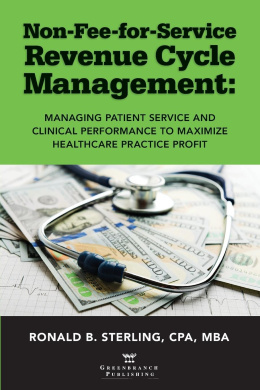 Non-Fee-for-Service
Revenue Cycle
Management:
MANAGING PATIENT SERVICE AND
CLINICAL PERFORMANCE TO MAXIMIZE
HEALTHCARE PRACTICE PROFIT
RONALD B. STERLING, CPA, MBA
GREENBRANCH
PUBLISHING